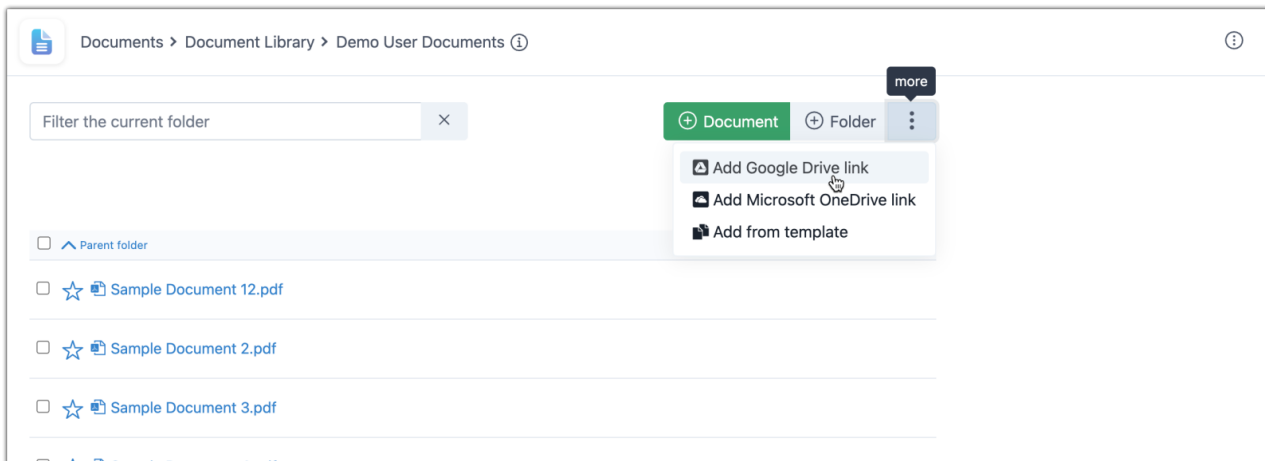 Documents > Document Library > Demo User Documents
more
Filter the current folder
Document
Folder
Add Google Drive link
Add Microsoft OneDrive link
Add from template
Parent folder
Sample Document 12.pdf
Sample Document 2.pdf
Sample Document 3.pdf